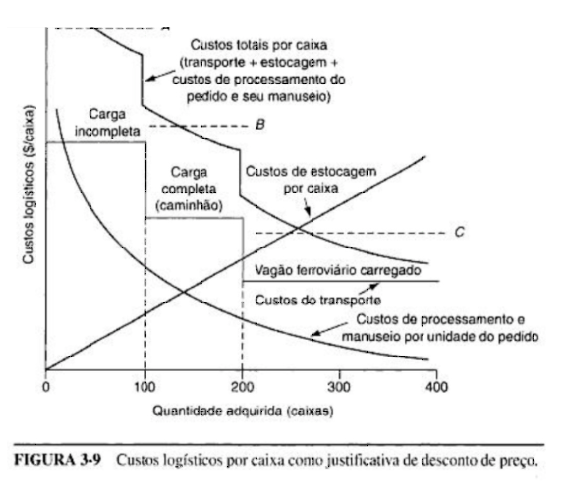 Custos totais por caixa
(transporte + estocagem +
custos de processamento do
pedido e seu manuseio)
Carga
incompleta
B
Carga
completa
(caminhão)
Custos de estocagem
por caixa
C
Vagão ferroviário carregado
Custos do transporte
Custos de processamento e
manuseio por unidade do pedido
Custos logísticos ($/caixa)
0 100 200 300 400
Quantidade adquirida (caixas)
FIGURA 3-9 Custos logísticos por caixa como justificativa de desconto de preço.